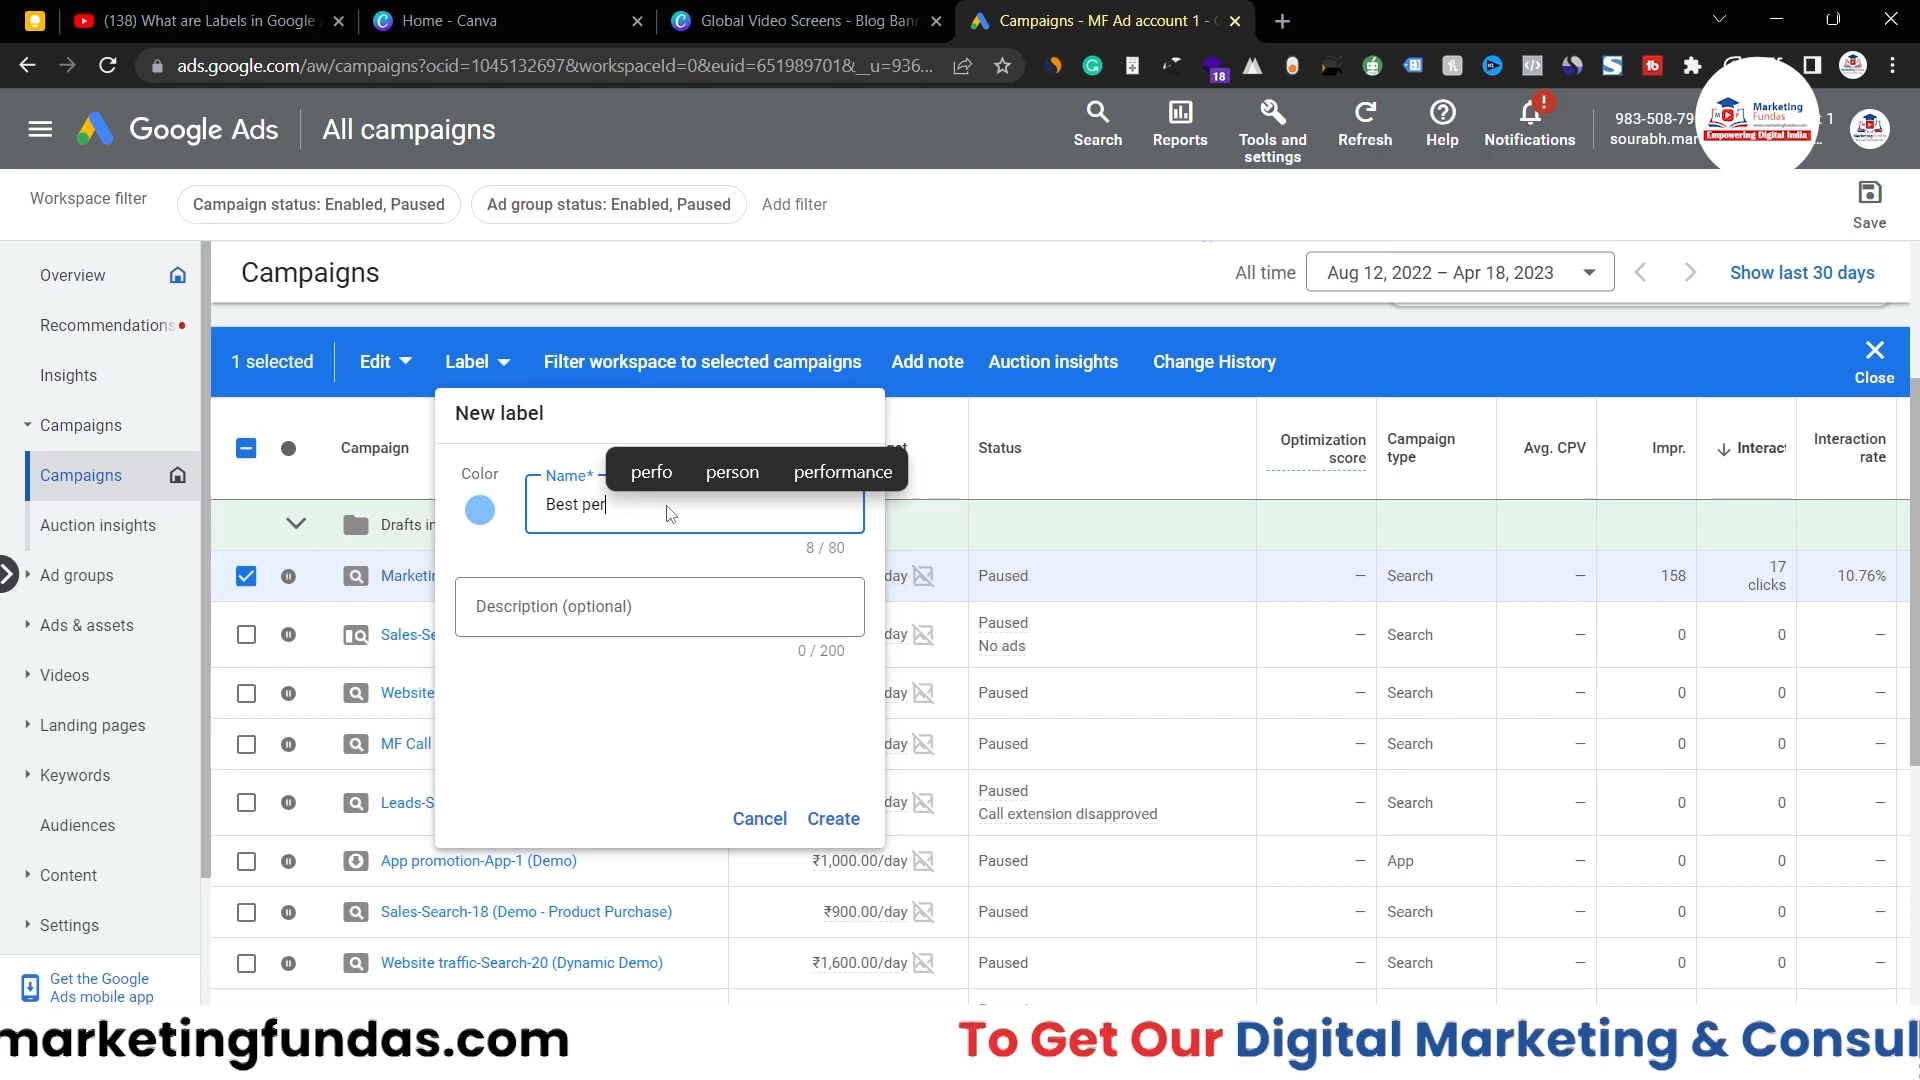 (138) What are Labels in Google
Home - Canva
Global Video Screens - Blog Bann
Campaigns - MF Ad account 1 -
ads.google.com/aw/campaigns?ocid=1045132697&workspaceId=0&euid=651989701&__u=936...
18
Google Ads
All campaigns
Search
Reports
Tools and
settings
Refresh
Help
Notifications
983-508-79
1
sourabh.mar
Marketing
Fundas
Empowering Digital India
Workspace filter
Campaign status: Enabled, Paused
Ad group status: Enabled, Paused
Add filter
Save
Overview
Recommendations
Insights
Campaigns
Campaigns
Auction insights
Ad groups
Ads & assets
Videos
Landing pages
Keywords
Audiences
Content
Settings
Get the Google
Ads mobile app
Campaigns
All time
Aug 12, 2022 – Apr 18, 2023
Show last 30 days
1 selected
Edit
Label
Filter workspace to selected campaigns
Add note
Auction insights
Change History
Close
Campaign
Status
Optimization
score
Campaign
type
Avg. CPV
Impr.
Interact
Interaction
rate
New label
Color
Name*
perfo person performance
Best per
8 / 80
Description (optional)
0 / 200
Cancel
Create
Drafts in
Marketin day Paused – Search – 158 17 clicks 10.76%
Sales-Se day Paused No ads – Search – 0 0 –
Website day Paused – Search – 0 0 –
MF Call day Paused – Search – 0 0 –
Leads-S day Paused Call extension disapproved – Search – 0 0 –
App promotion-App-1 (Demo) ₹1,000.00/day Paused – App – 0 0 –
Sales-Search-18 (Demo - Product Purchase) ₹900.00/day Paused – Search – 0 0 –
Website traffic-Search-20 (Dynamic Demo) ₹1,600.00/day Paused – Search – 0 0 –
marketingfundas.com
To Get Our Digital Marketing & Consul